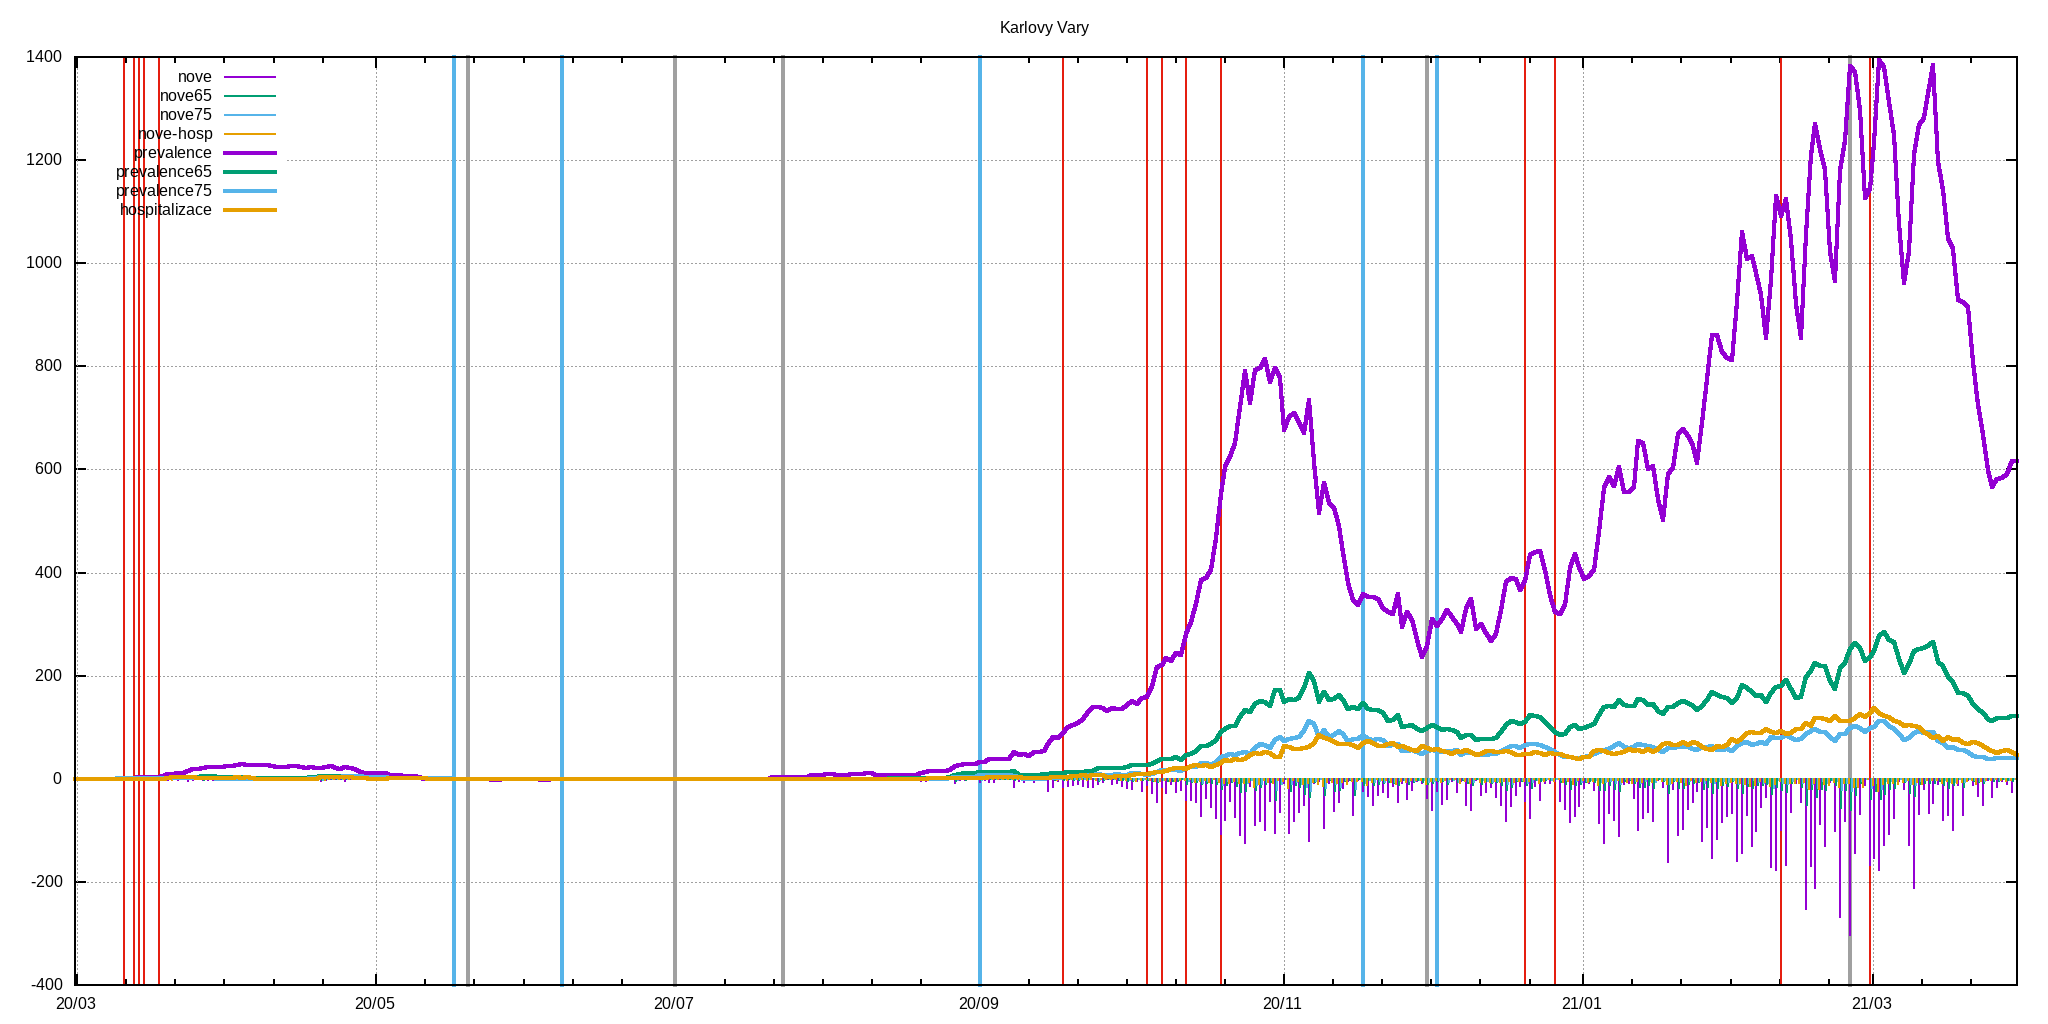 Karlovy Vary
1400
1200
1000
800
600
400
200
0
-200
-400
nove
nove65
nove75
nove-hosp
prevalence
prevalence65
prevalence75
hospitalizace
20/03 20/05 20/07 20/09 20/11 21/01 21/03